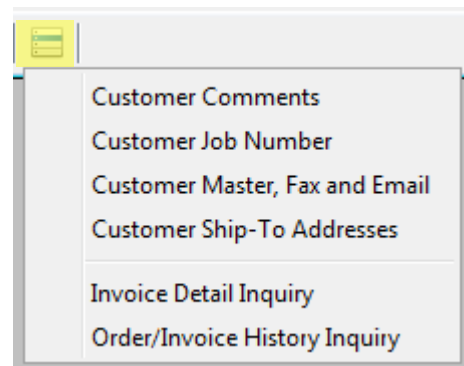 Customer Comments
Customer Job Number
Customer Master, Fax and Email
Customer Ship-To Addresses
Invoice Detail Inquiry
Order/Invoice History Inquiry